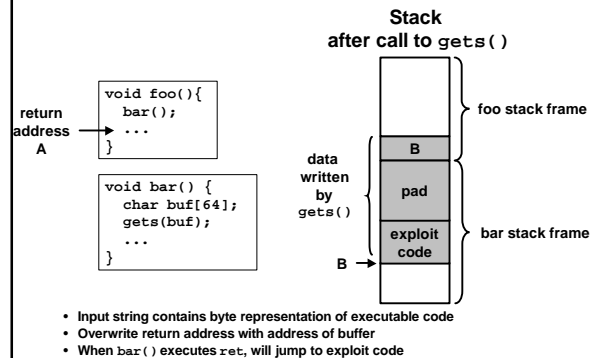 Stack
after call to gets()
return
address
A
void foo(){
bar();
...
}
void bar() {
char buf[64];
gets(buf);
...
}
data
written
by
gets()
B
B
pad
exploit
code
foo stack frame
bar stack frame
• Input string contains byte representation of executable code
• Overwrite return address with address of buffer
• When bar() executes ret, will jump to exploit code